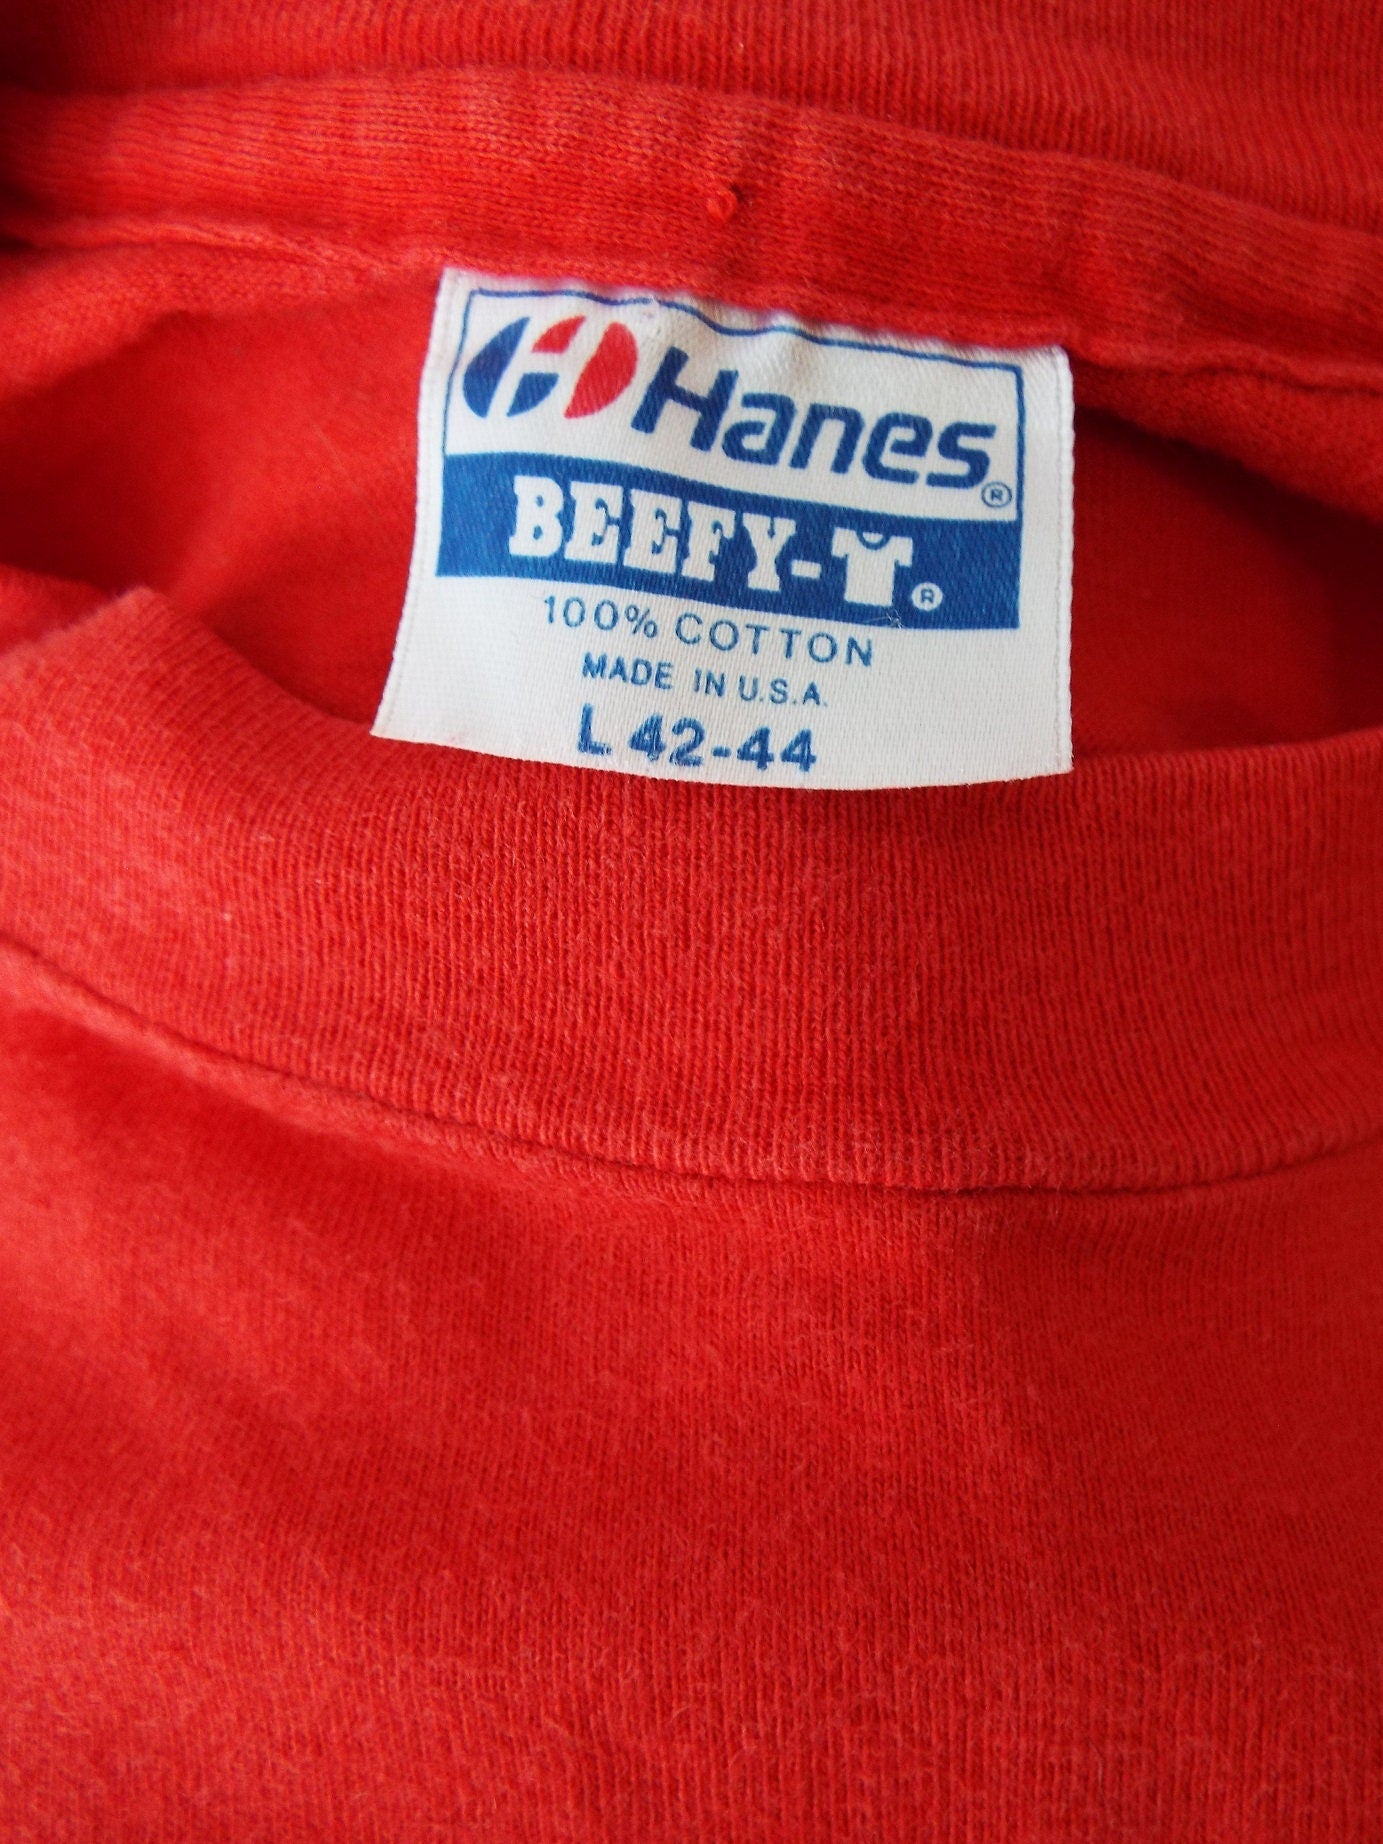 Hanes®
BEEFY-T®
100% COTTON
MADE IN U.S.A.
L 42-44